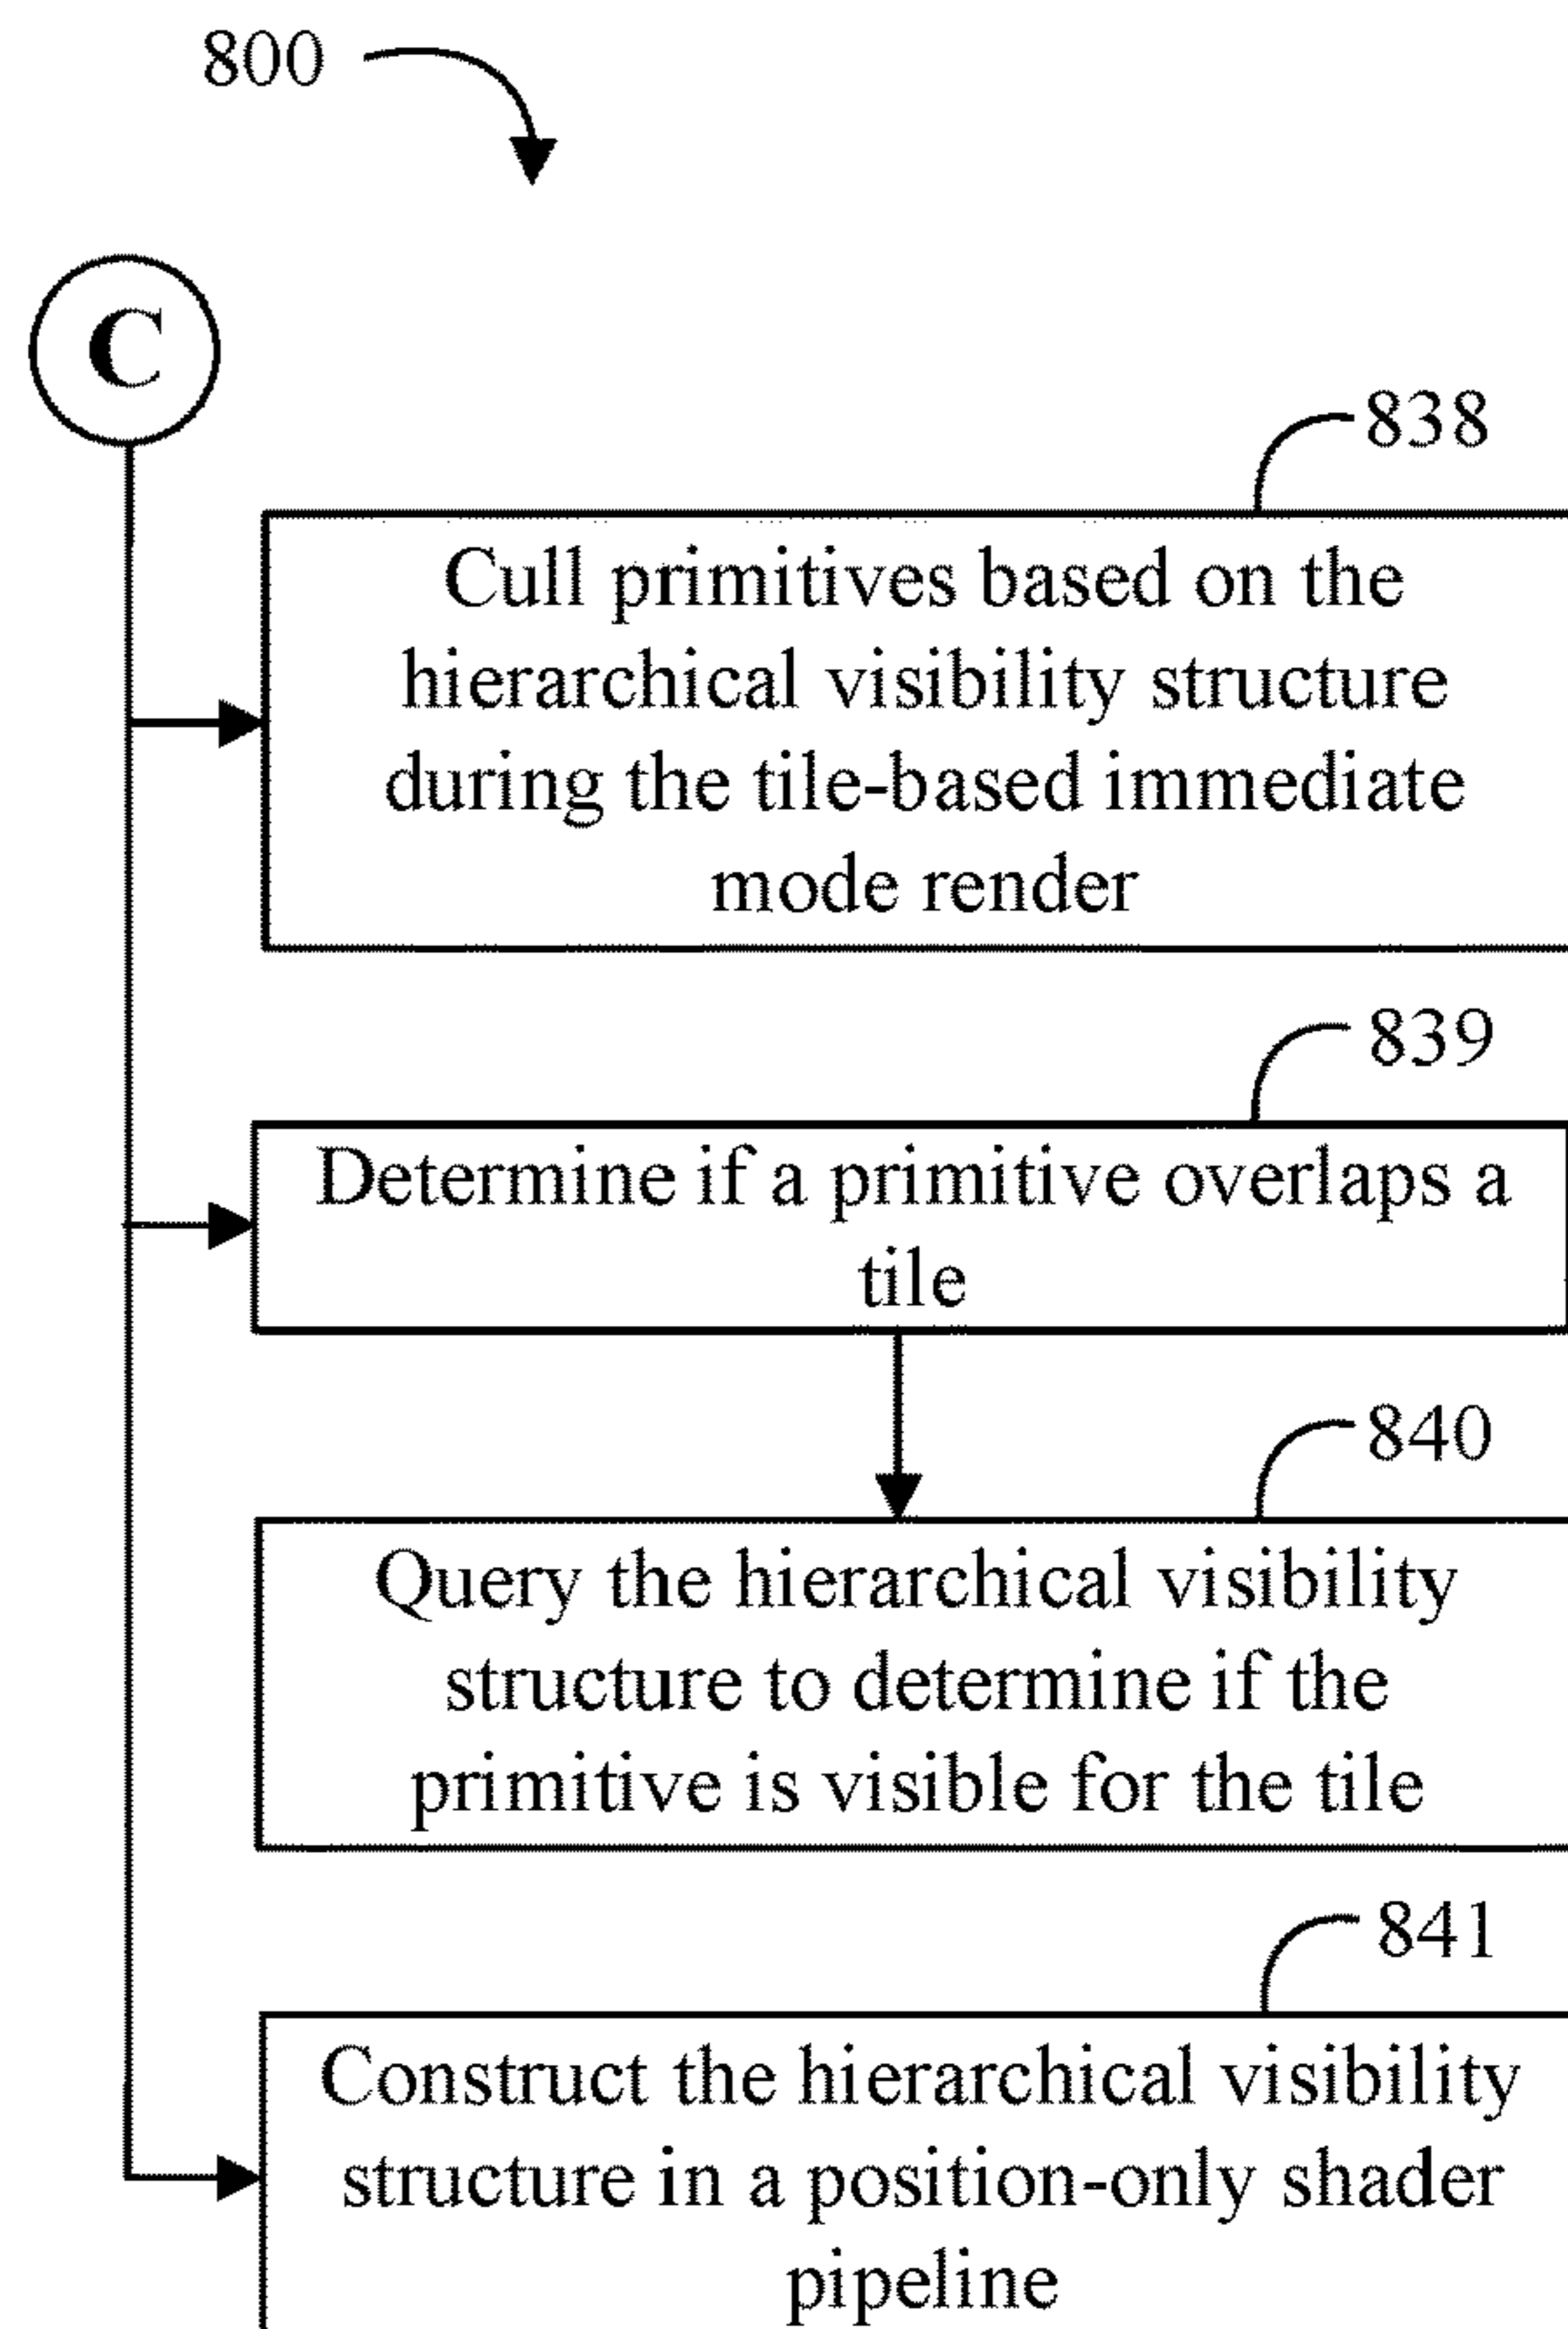 800
C
838
Cull primitives based on the
hierarchical visibility structure
during the tile-based immediate
mode render
839
Determine if a primitive overlaps a
tile
840
Query the hierarchical visibility
structure to determine if the
primitive is visible for the tile
841
Construct the hierarchical visibility
structure in a position-only shader
pipeline